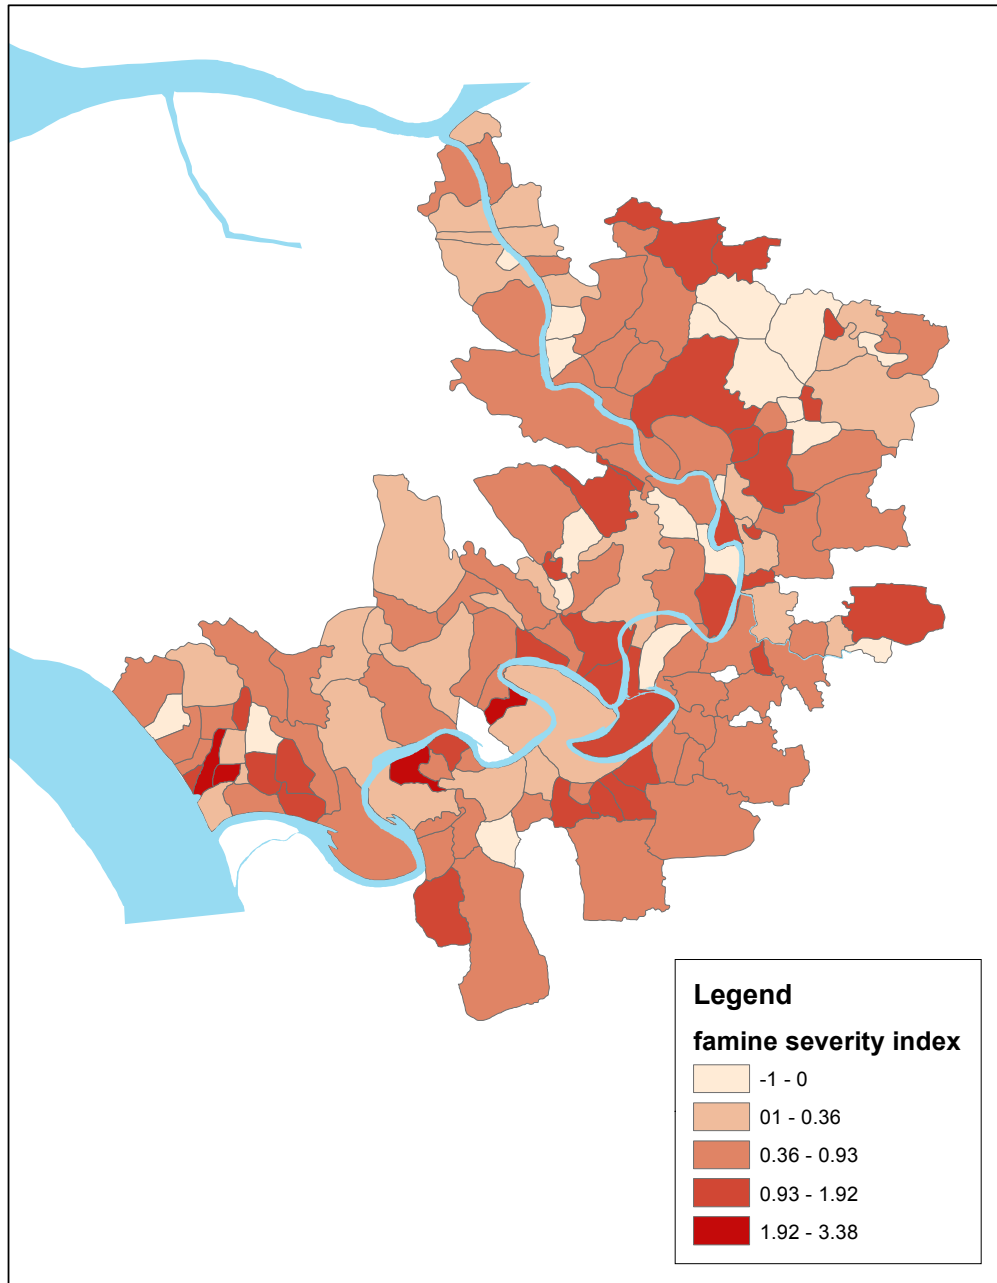 Legend
famine severity index
-1 - 0
01 - 0.36
0.36 - 0.93
0.93 - 1.92
1.92 - 3.38